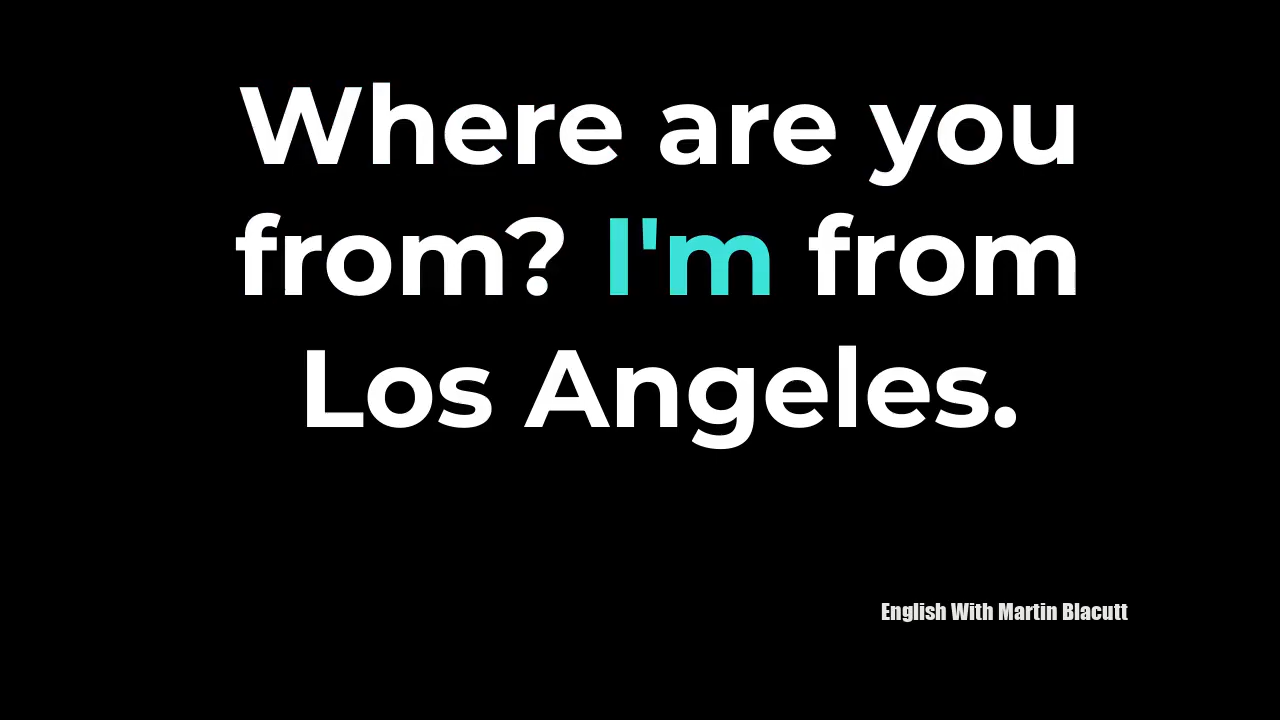 Where are you
from? I'm from
Los Angeles.
English With Martin Blacutt